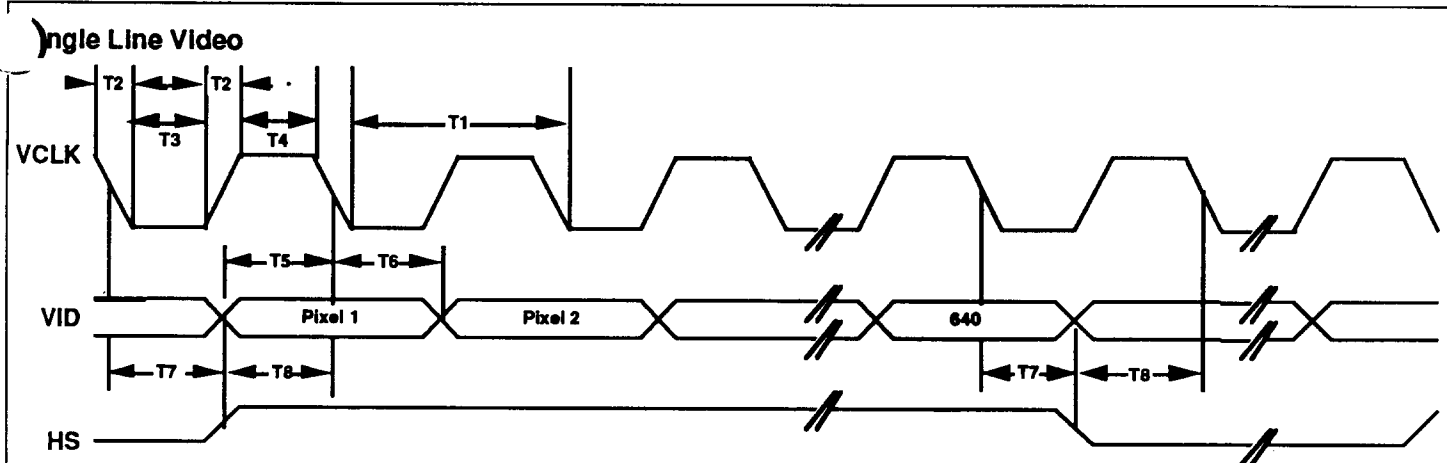 ngle Line Video
T2 T2
T3 T4 T1
VCLK
T5 T6
VID Pixel 1 Pixel 2 640
T7 T8 T7 T8
HS